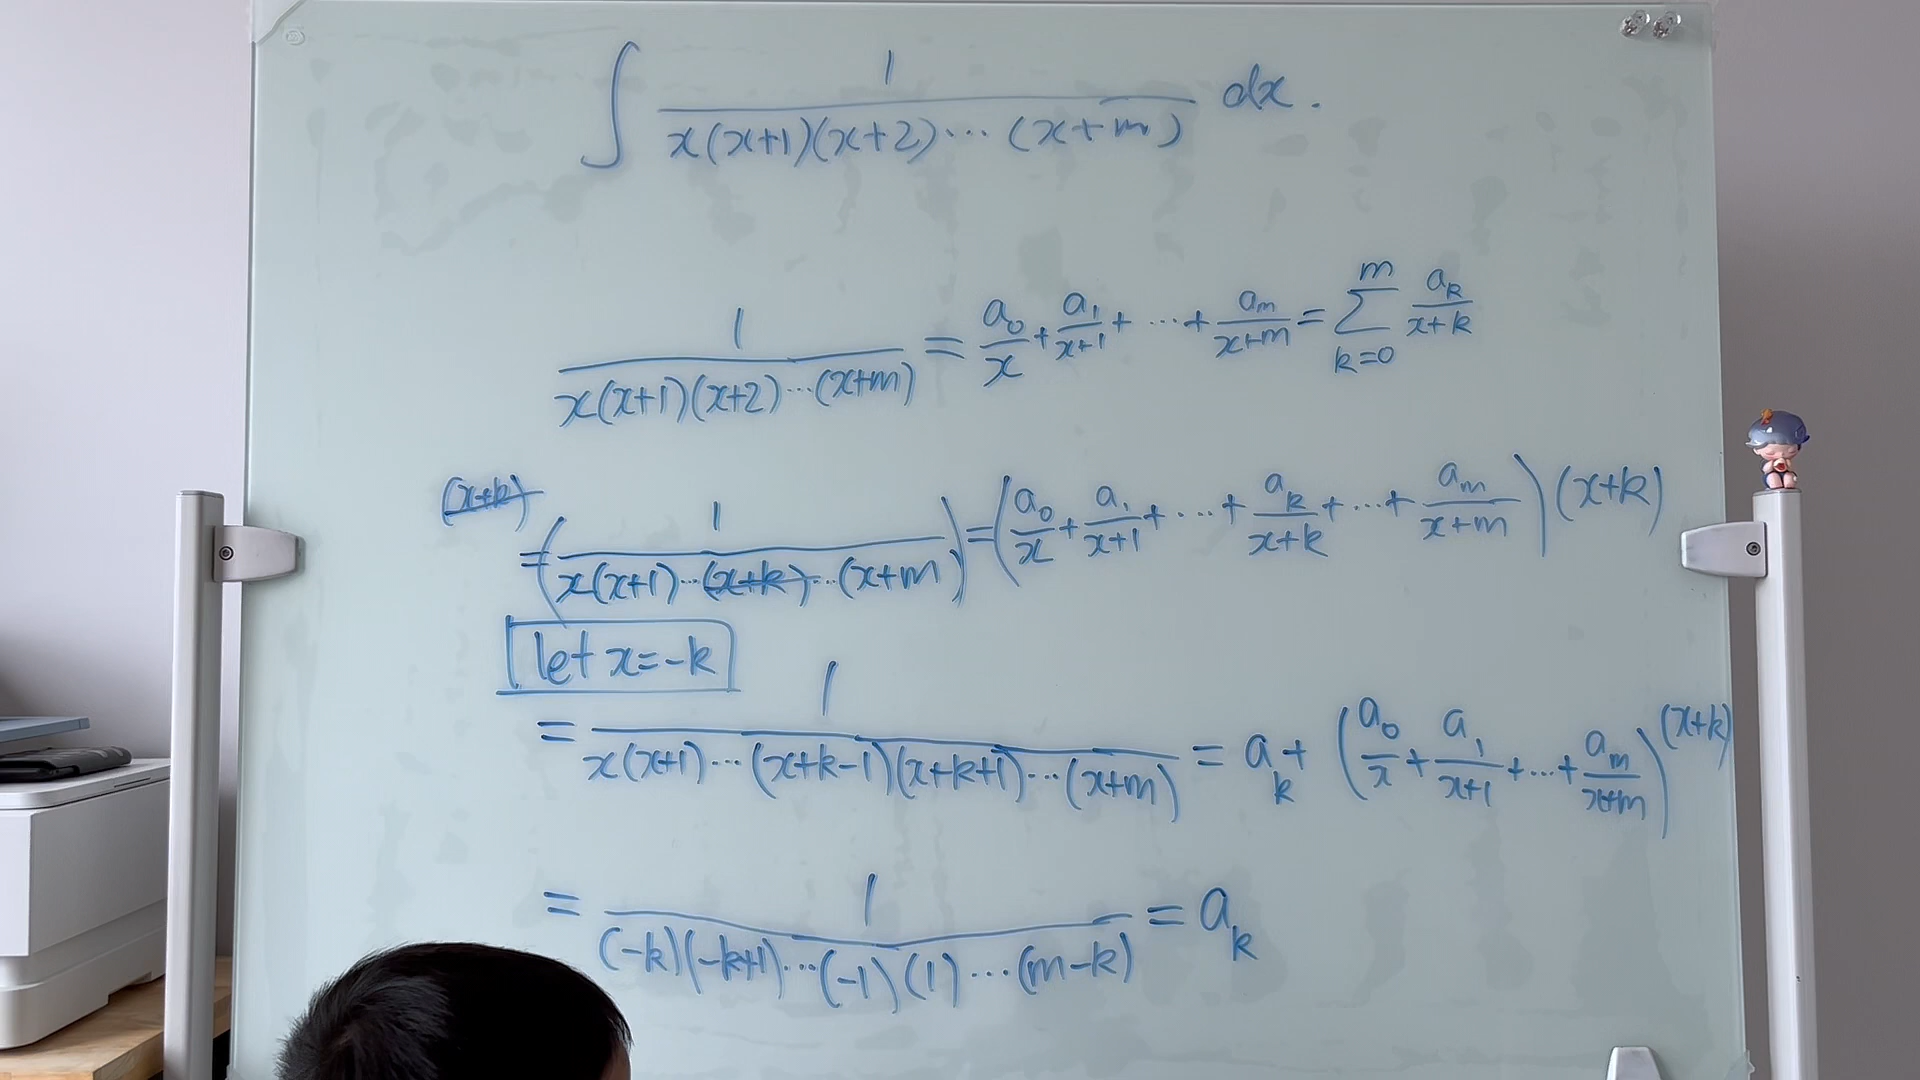 ∫ 1/(x(x+1)(x+2)⋯(x+m)) dx.
1/(x(x+1)(x+2)⋯(x+m)) = a₀/x + a₁/(x+1) + ⋯ + aₘ/(x+m) = ∑_{k=0}^{m} aₖ/(x+k)
(x+k)
= (1/(x(x+1)⋯(x+k)⋯(x+m))) = (a₀/x + a₁/(x+1) + ⋯ + aₖ/(x+k) + ⋯ + aₘ/(x+m)) (x+k)
let x=-k
= 1/(x(x+1)⋯(x+k-1)(x+k+1)⋯(x+m)) = aₖ + (a₀/x + a₁/(x+1) + ⋯ + aₘ/(x+m)) (x+k)
= 1/((-k)(-k+1)⋯(-1)(1)⋯(m-k)) = aₖ